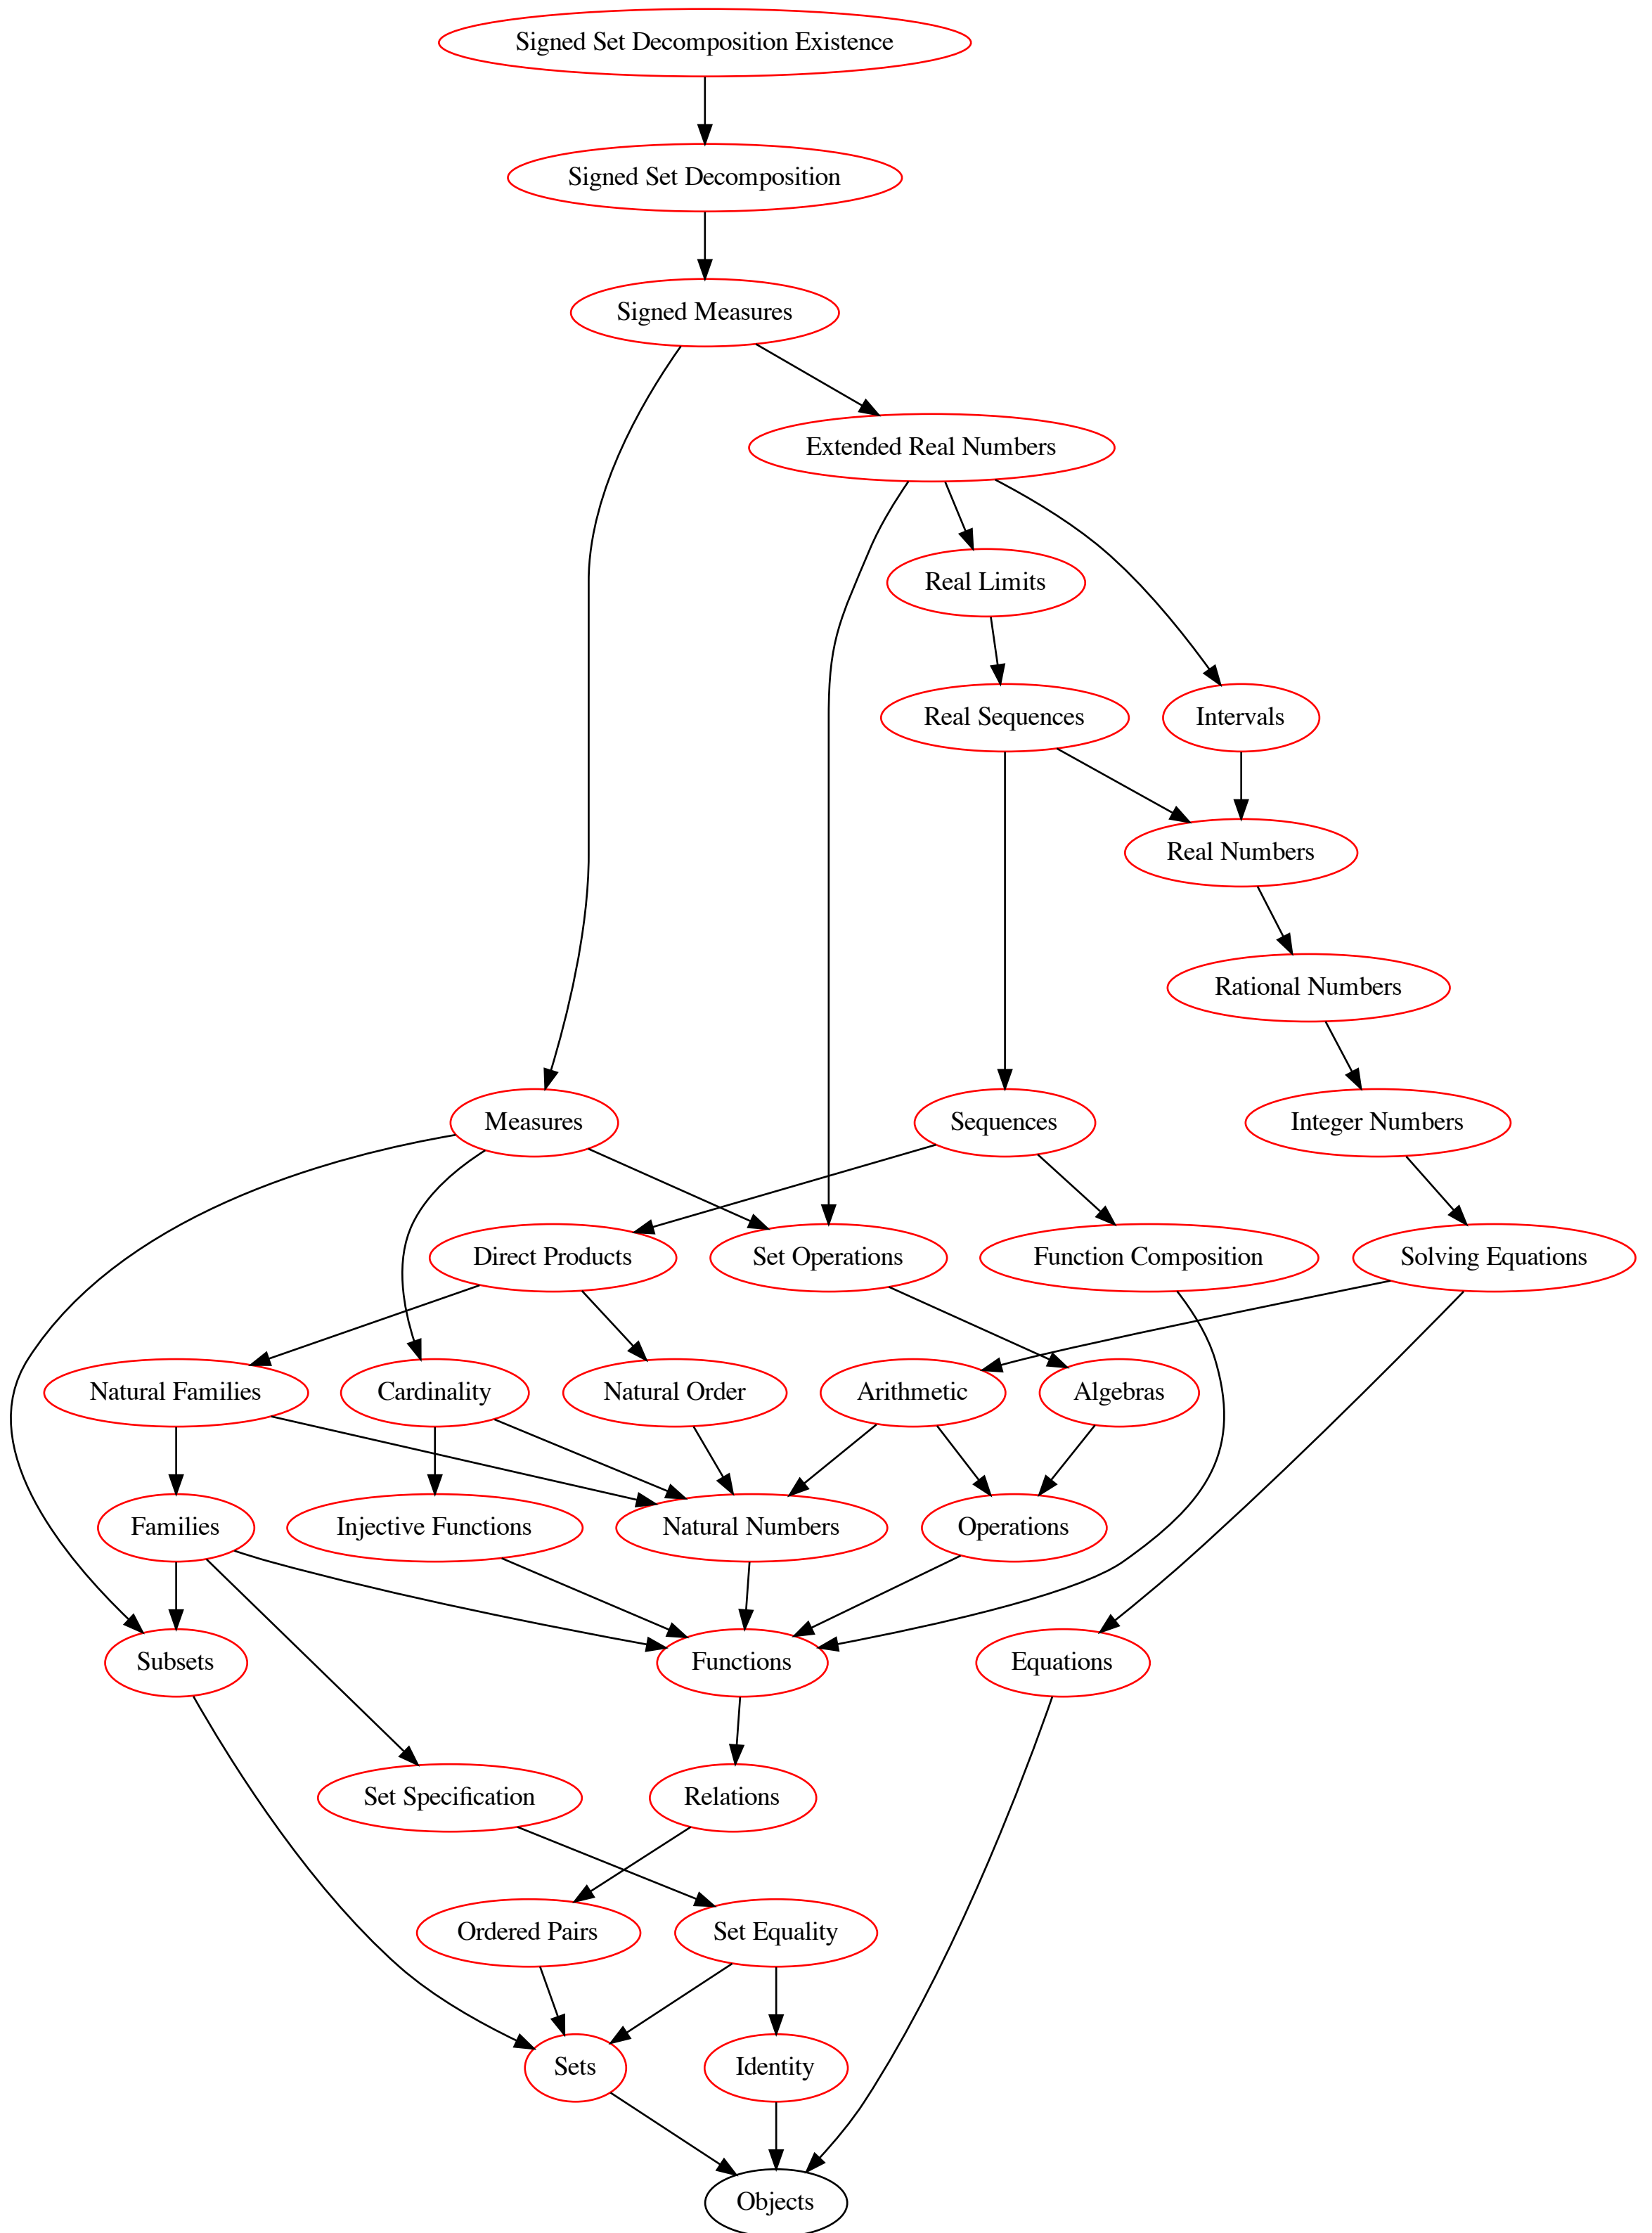 Signed Set Decomposition Existence
Signed Set Decomposition
Signed Measures
Extended Real Numbers
Real Limits
Real Sequences
Intervals
Real Numbers
Rational Numbers
Measures
Sequences
Integer Numbers
Direct Products
Set Operations
Function Composition
Solving Equations
Natural Families
Cardinality
Natural Order
Arithmetic
Algebras
Families
Injective Functions
Natural Numbers
Operations
Subsets
Functions
Equations
Set Specification
Relations
Ordered Pairs
Set Equality
Sets
Identity
Objects